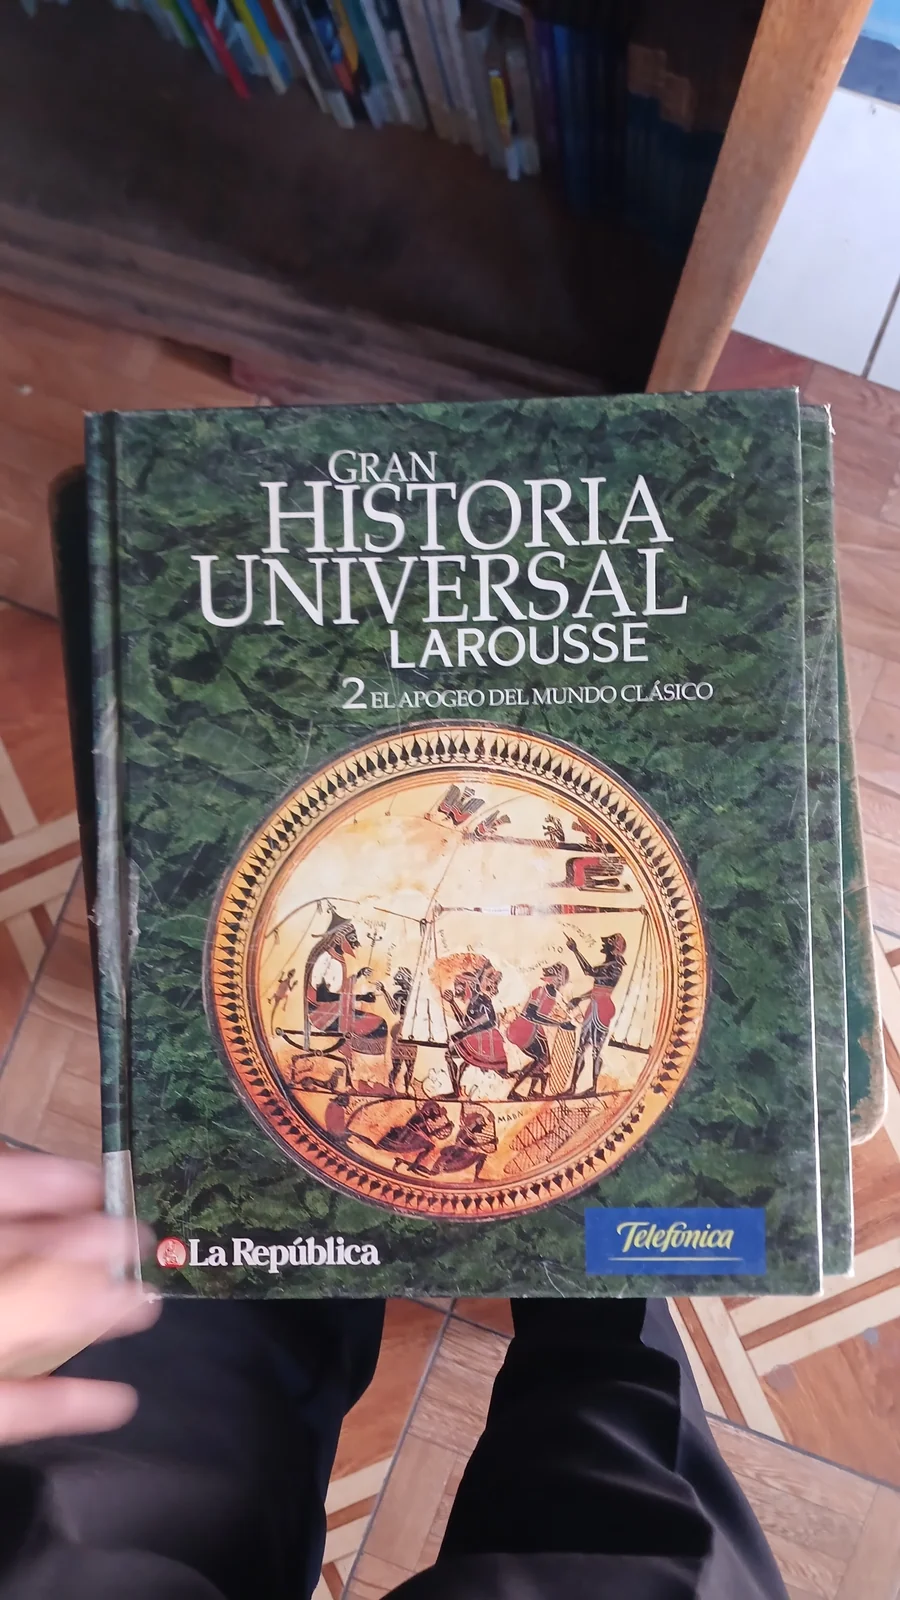 GRAN
HISTORIA
UNIVERSAL
LAROUSSE
2 EL APOGEO DEL MUNDO CLÁSICO
La República
Telefónica